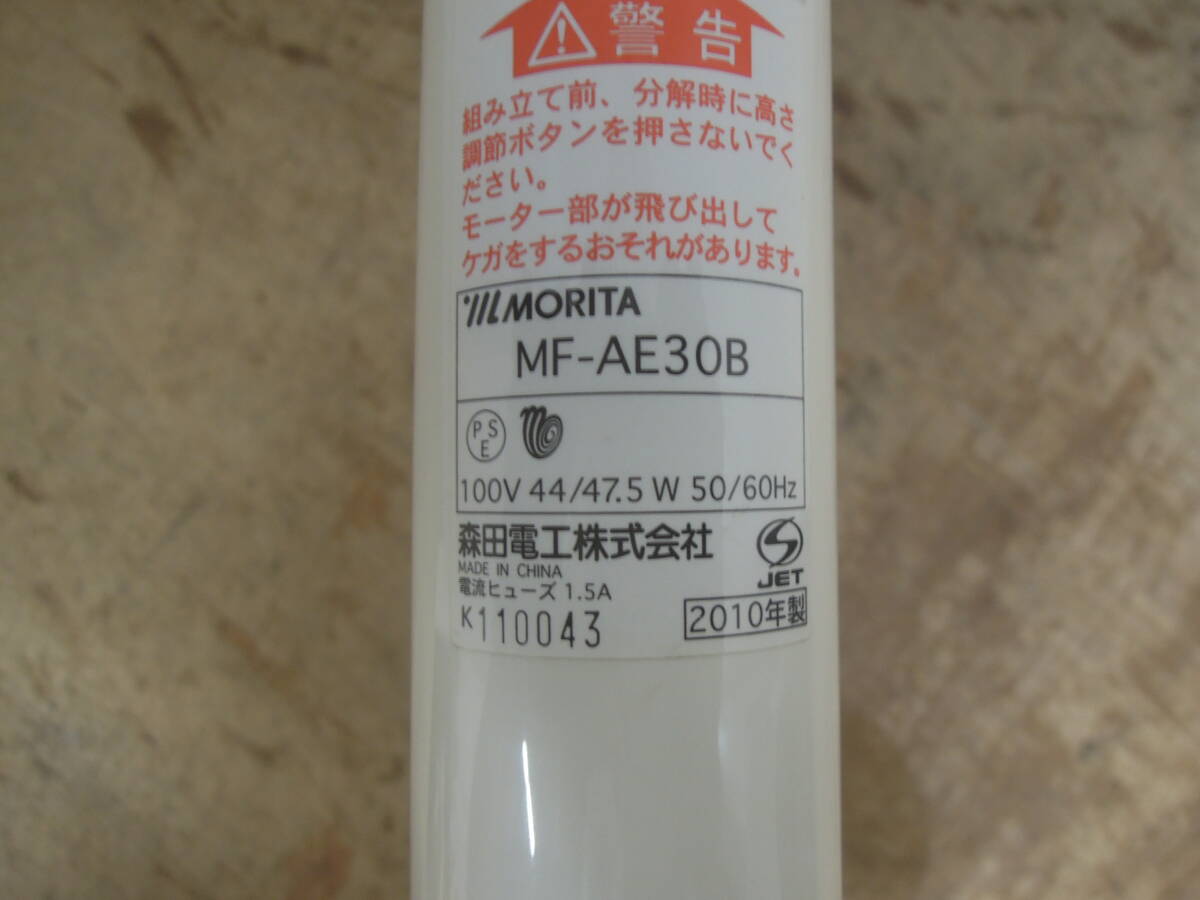 警告
組み立て前、分解時に高さ
調節ボタンを押さないでく
ださい。
モーター部が飛び出して
ケガをするおそれがあります。
MORITA
MF-AE30B
PSE
100V 44/47.5 W 50/60Hz
森田電工株式会社
JET
MADE IN CHINA
電流ヒューズ 1.5A
K110043
2010年製